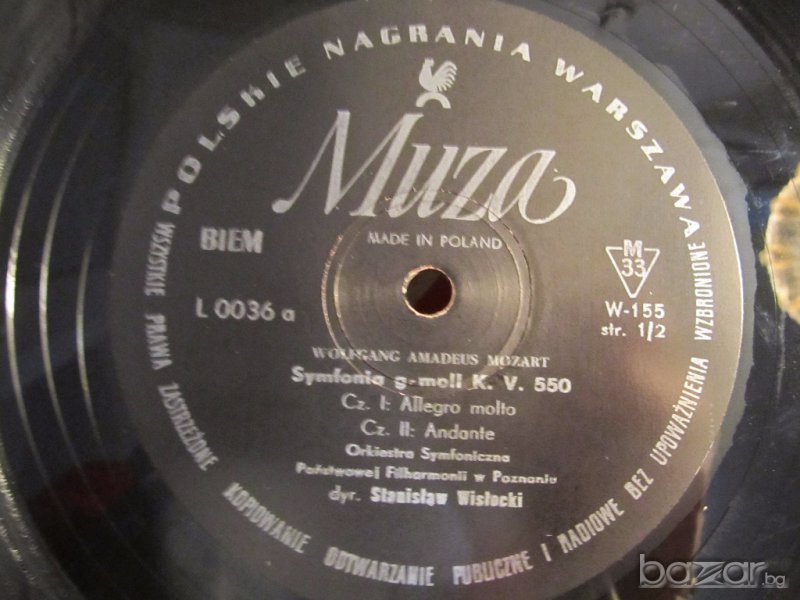 POLSKIE NAGRANIA WARSZAWA
Muza
BIEM
MADE IN POLAND
M
33
L 0036 a
W-155
str. 1/2
WOLFGANG AMADEUS MOZART
Symfonia g-moll K. V. 550
Cz. I: Allegro molto
Cz. II: Andante
Orkiestra Symfoniczna
Państwowej Filharmonii w Poznaniu
dyr. Stanisław Wisłocki
WSZYSTKIE PRAWA ZASTRZEŻONE KOPIOWANIE ODTWARZANIE PUBLICZNE I RADIOWE BEZ UPOWAŻNIENIA WZBRONIONE
bazar.bg